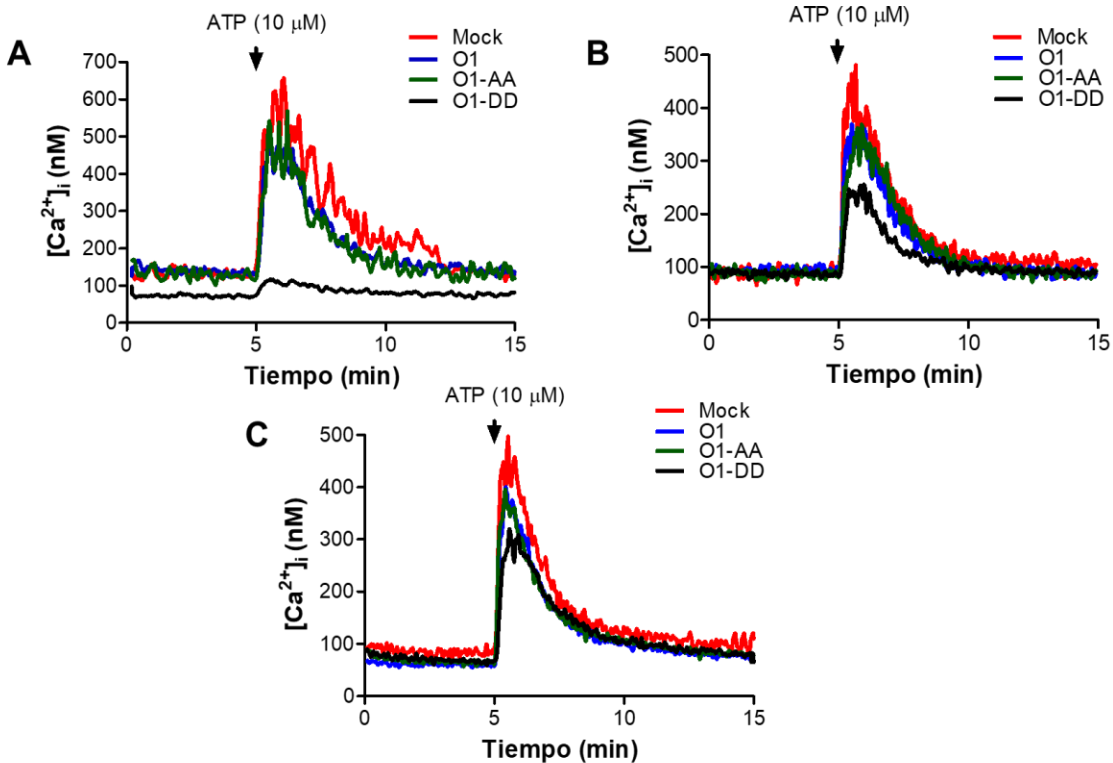 A
ATP (10 μM)
Mock
O1
O1-AA
O1-DD
700
600
500
400
300
200
100
0
[Ca²⁺]ᵢ (nM)
0
5
10
15
Tiempo (min)
B
ATP (10 μM)
Mock
O1
O1-AA
O1-DD
500
400
300
200
100
0
[Ca²⁺]ᵢ (nM)
0
5
10
15
Tiempo (min)
C
ATP (10 μM)
Mock
O1
O1-AA
O1-DD
500
400
300
200
100
0
[Ca²⁺]ᵢ (nM)
0
5
10
15
Tiempo (min)